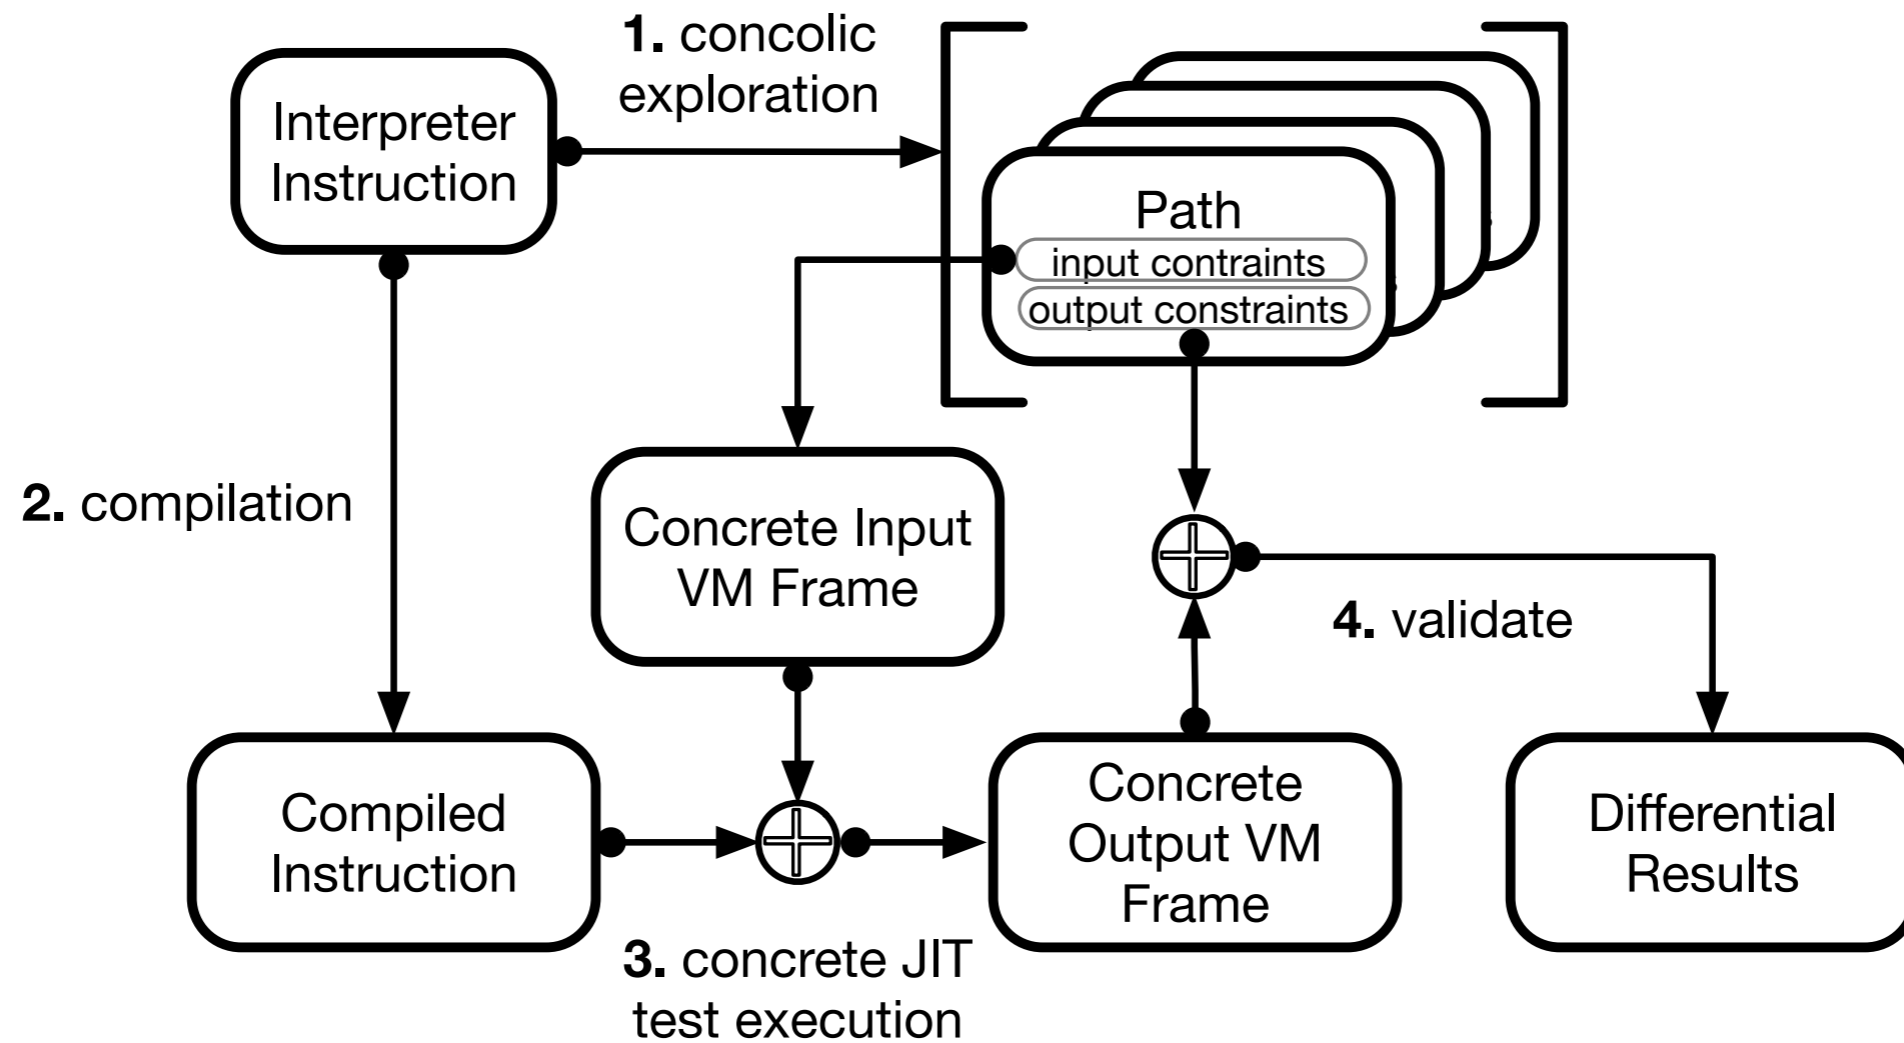 1. concolic
exploration
Interpreter
Instruction
Path
input contraints
output constraints
2. compilation
Concrete Input
VM Frame
4. validate
Compiled
Instruction
Concrete
Output VM
Frame
Differential
Results
3. concrete JIT
test execution